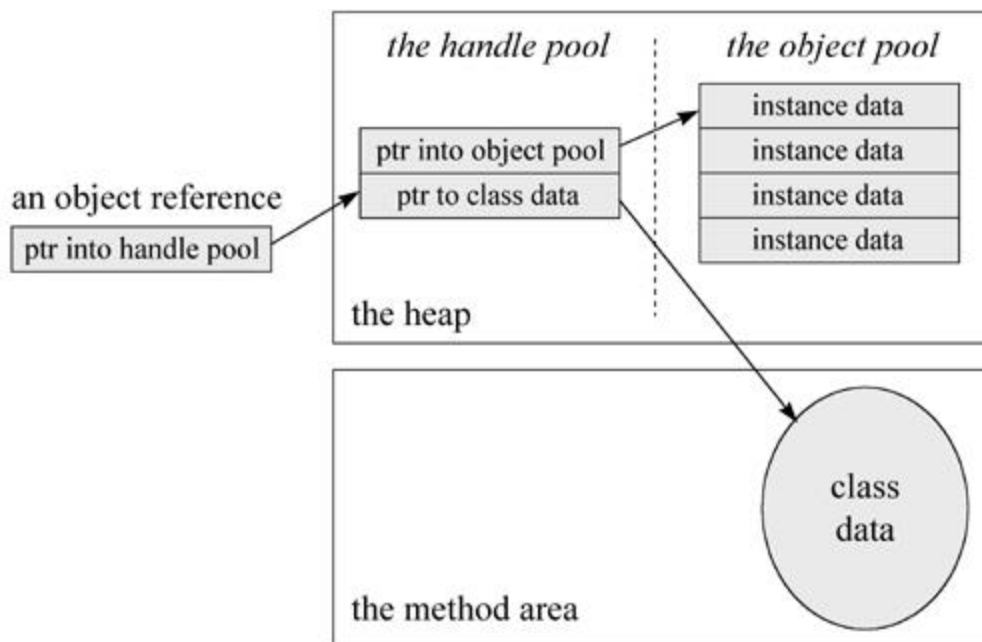 the handle pool
the object pool
instance data
ptr into object pool
instance data
ptr to class data
instance data
an object reference
instance data
ptr into handle pool
the heap
class
data
the method area